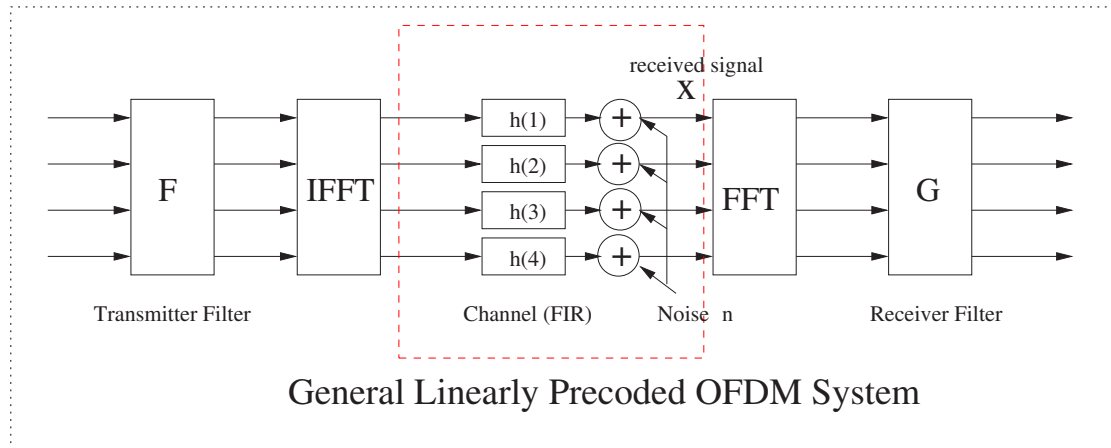 received signal
X
F
IFFT
h(1)
h(2)
h(3)
h(4)
+
+
+
+
FFT
G
Transmitter Filter
Channel (FIR)
Noise n
Receiver Filter
General Linearly Precoded OFDM System